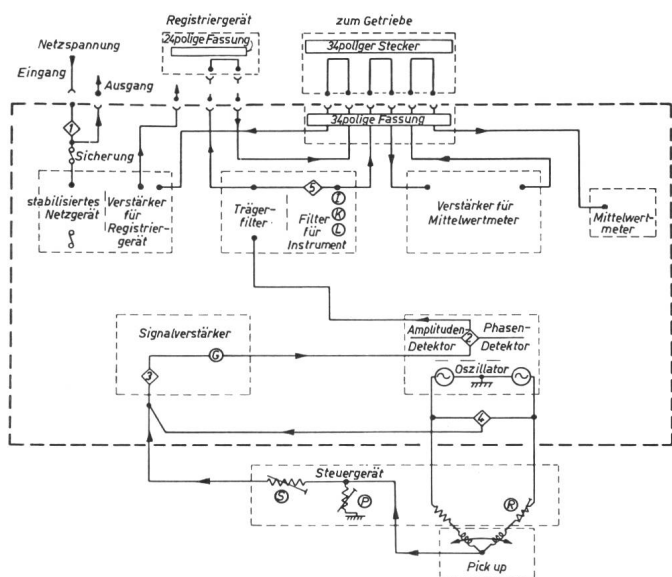 Registriergerät
24polige Fassung
zum Getriebe
34poliger Stecker
Netzspannung
Eingang
Ausgang
34polige Fassung
1
Sicherung
stabilisiertes
Netzgerät
Verstärker
für
Registrier-
gerät
Träger-
filter
5
I
K
L
Filter
für
Instrument
Verstärker für
Mittelwertmeter
Mittelwert-
meter
Signalverstärker
G
3
Amplituden
Detektor
2
Phasen-
Detektor
Oszillator
4
Steuergerät
S
P
R
Pick up